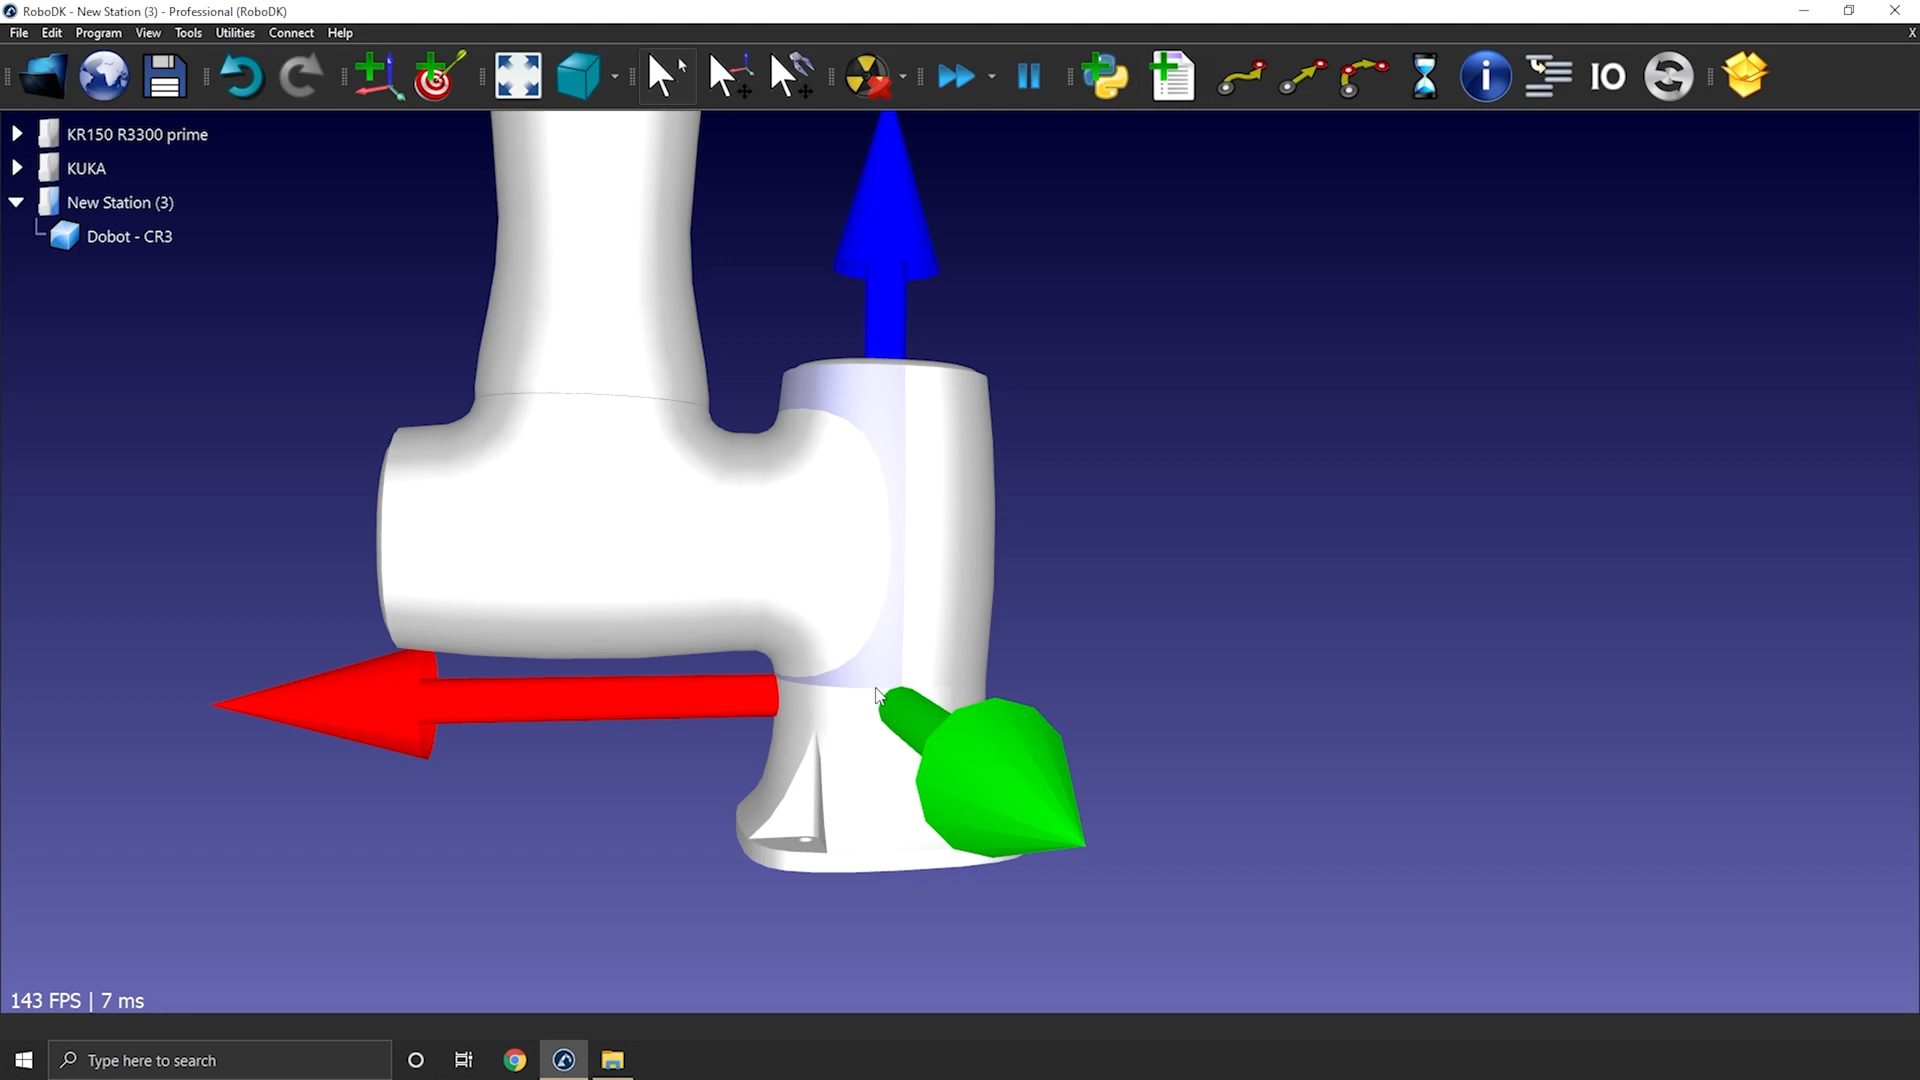 RoboDK - New Station (3) - Professional (RoboDK)
File Edit Program View Tools Utilities Connect Help X
IO
KR150 R3300 prime
KUKA
New Station (3)
Dobot - CR3
143 FPS | 7 ms
Type here to search